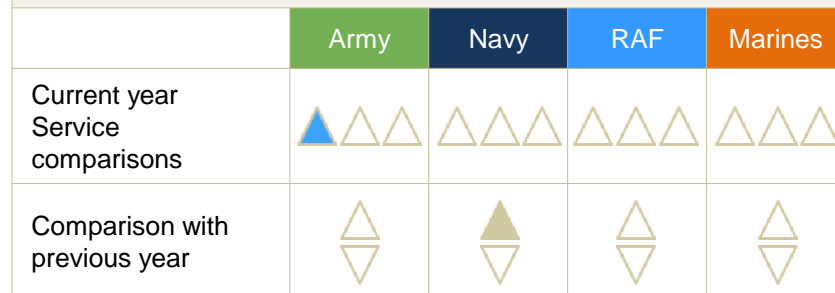 Army Navy RAF Marines
Current year
Service
comparisons
Comparison with
previous year